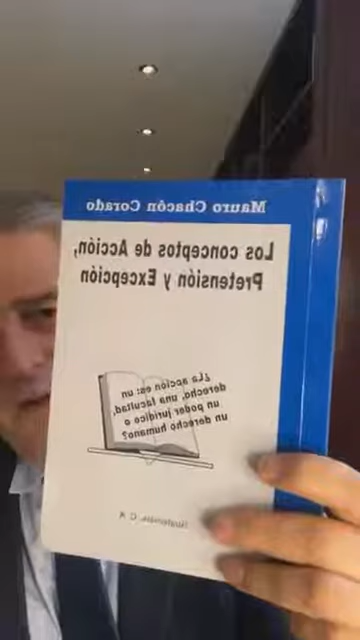 Mauro Chacón Corado
Los conceptos de Acción,
Pretensión y Excepción
¿La acción es: un
derecho, una facultad,
un poder jurídico o
un derecho humano?
Guatemala, C. A.